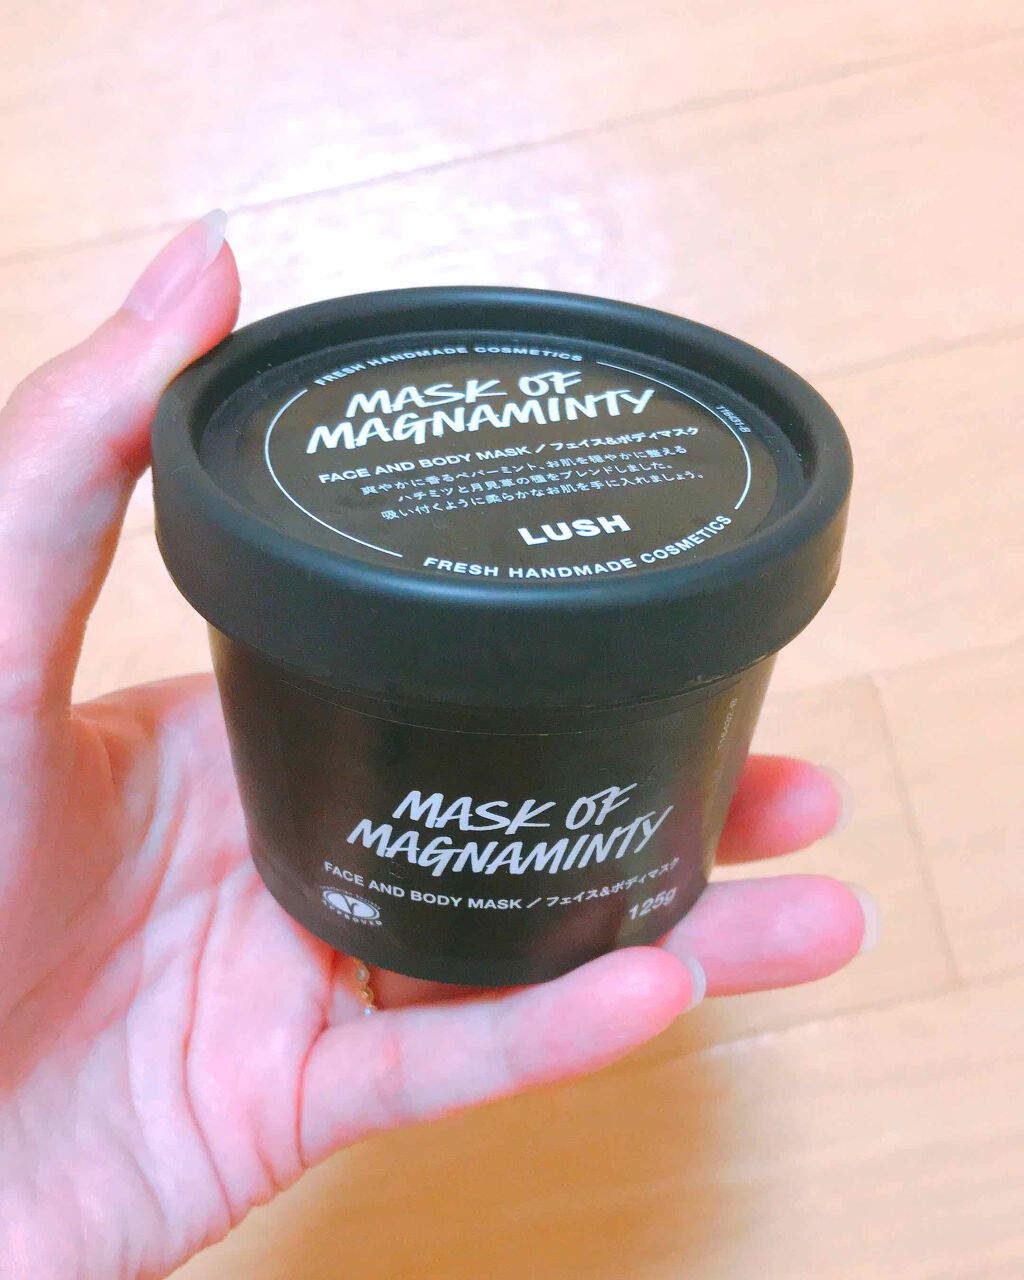 FRESH HANDMADE COSMETICS
MASK OF
MAGNAMINTY
FACE AND BODY MASK / フェイス&ボディマスク
爽やかに香るペパーミント、お肌を穏やかに整える
ハチミツと月見草の種をブレンドしました。
吸い付くように柔らかなお肌を手に入れましょう。
LUSH
FRESH HANDMADE COSMETICS
MASK OF
MAGNAMINTY
FACE AND BODY MASK / フェイス&ボディマスク
125g
APPROVED